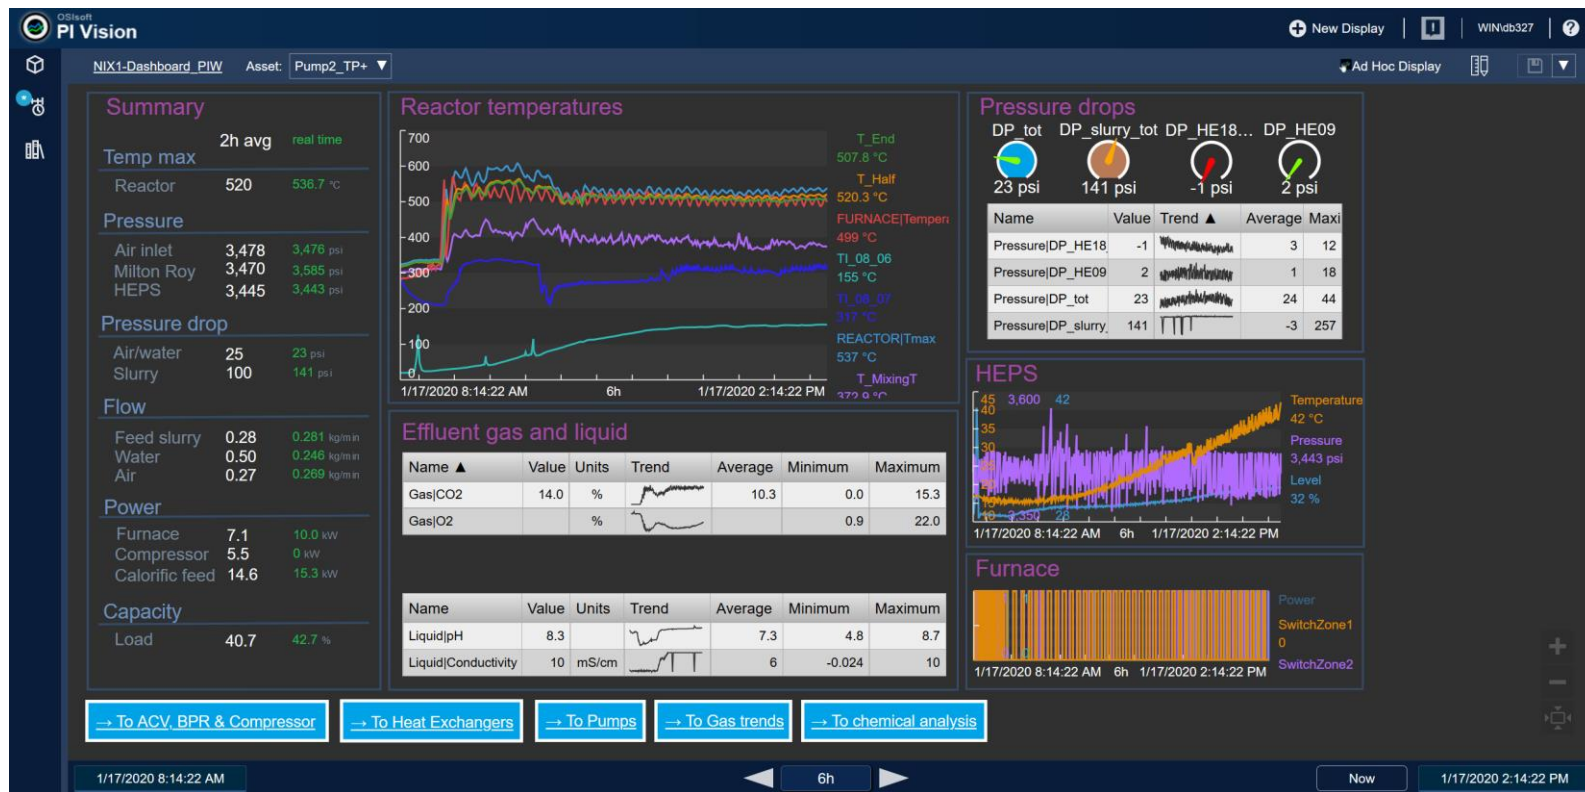 OSIsoft
PI Vision
New Display
WIN\db327
?
NIX1-Dashboard_PIW
Asset:
Pump2_TP+
Ad Hoc Display
Summary
2h avg real time
Temp max
Reactor 520 536.7 °C
Pressure
Air inlet 3,478 3,476 psi
Milton Roy 3,470 3,585 psi
HEPS 3,445 3,443 psi
Pressure drop
Air/water 25 23 psi
Slurry 100 141 psi
Flow
Feed slurry 0.28 0.281 kg/min
Water 0.50 0.246 kg/min
Air 0.27 0.269 kg/min
Power
Furnace 7.1 10.0 kW
Compressor 5.5 0 kW
Calorific feed 14.6 15.3 kW
Capacity
Load 40.7 42.7 %
Reactor temperatures
700
600
500
400
300
200
100
0
1/17/2020 8:14:22 AM 6h 1/17/2020 2:14:22 PM
T_End
507.8 °C
T_Half
520.3 °C
FURNACE|Tempera
499 °C
TI_08_06
155 °C
317 °C
REACTOR|Tmax
537 °C
T_MixingT
372.9 °C
Effluent gas and liquid
Name ▲ Value Units Trend Average Minimum Maximum
Gas|CO2 14.0 % 10.3 0.0 15.3
Gas|O2 % 0.9 22.0
Name Value Units Trend Average Minimum Maximum
Liquid|pH 8.3 7.3 4.8 8.7
Liquid|Conductivity 10 mS/cm 6 -0.024 10
Pressure drops
DP_tot DP_slurry_tot DP_HE18... DP_HE09
23 psi 141 psi -1 psi 2 psi
Name Value Trend ▲ Average Maxi
Pressure|DP_HE18_ -1 3 12
Pressure|DP_HE09 2 1 18
Pressure|DP_tot 23 24 44
Pressure|DP_slurry_ 141 -3 257
HEPS
45 3,600 42
40
35
30
25
20
15
10 3,350 28
1/17/2020 8:14:22 AM 6h 1/17/2020 2:14:22 PM
Temperature
42 °C
Pressure
3,443 psi
Level
32 %
Furnace
1/17/2020 8:14:22 AM 6h 1/17/2020 2:14:22 PM
Power
SwitchZone1
0
SwitchZone2
→ To ACV, BPR & Compressor
→ To Heat Exchangers
→ To Pumps
→ To Gas trends
→ To chemical analysis
1/17/2020 8:14:22 AM
6h
Now
1/17/2020 2:14:22 PM